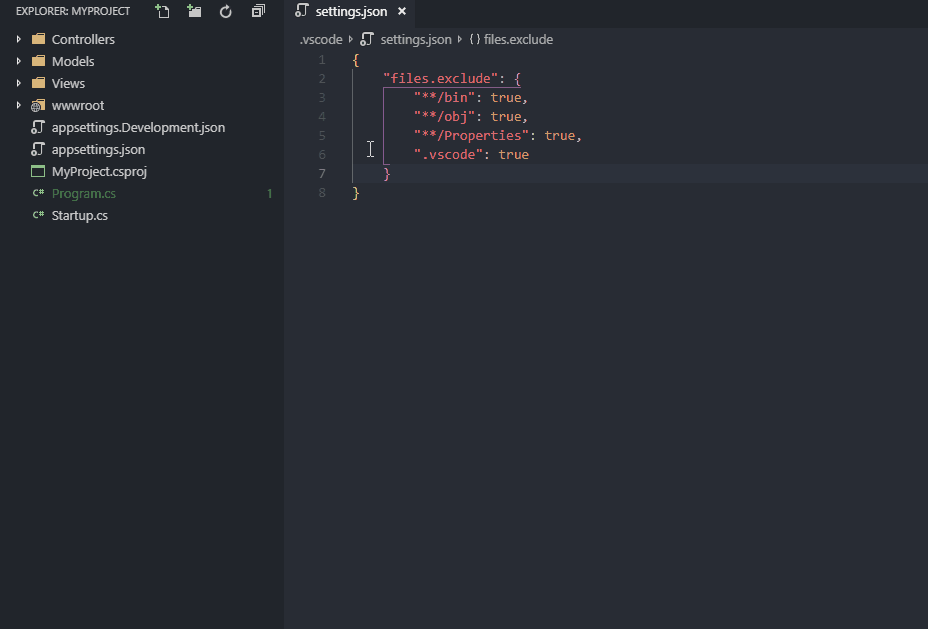 EXPLORER: MYPROJECT
Controllers
Models
Views
wwwroot
appsettings.Development.json
appsettings.json
MyProject.csproj
C# Program.cs 1
C# Startup.cs
settings.json ×
.vscode settings.json {} files.exclude
1 {
2 "files.exclude": {
3 "**/bin": true,
4 "**/obj": true,
5 "**/Properties": true,
6 ".vscode": true
7 }
8 }